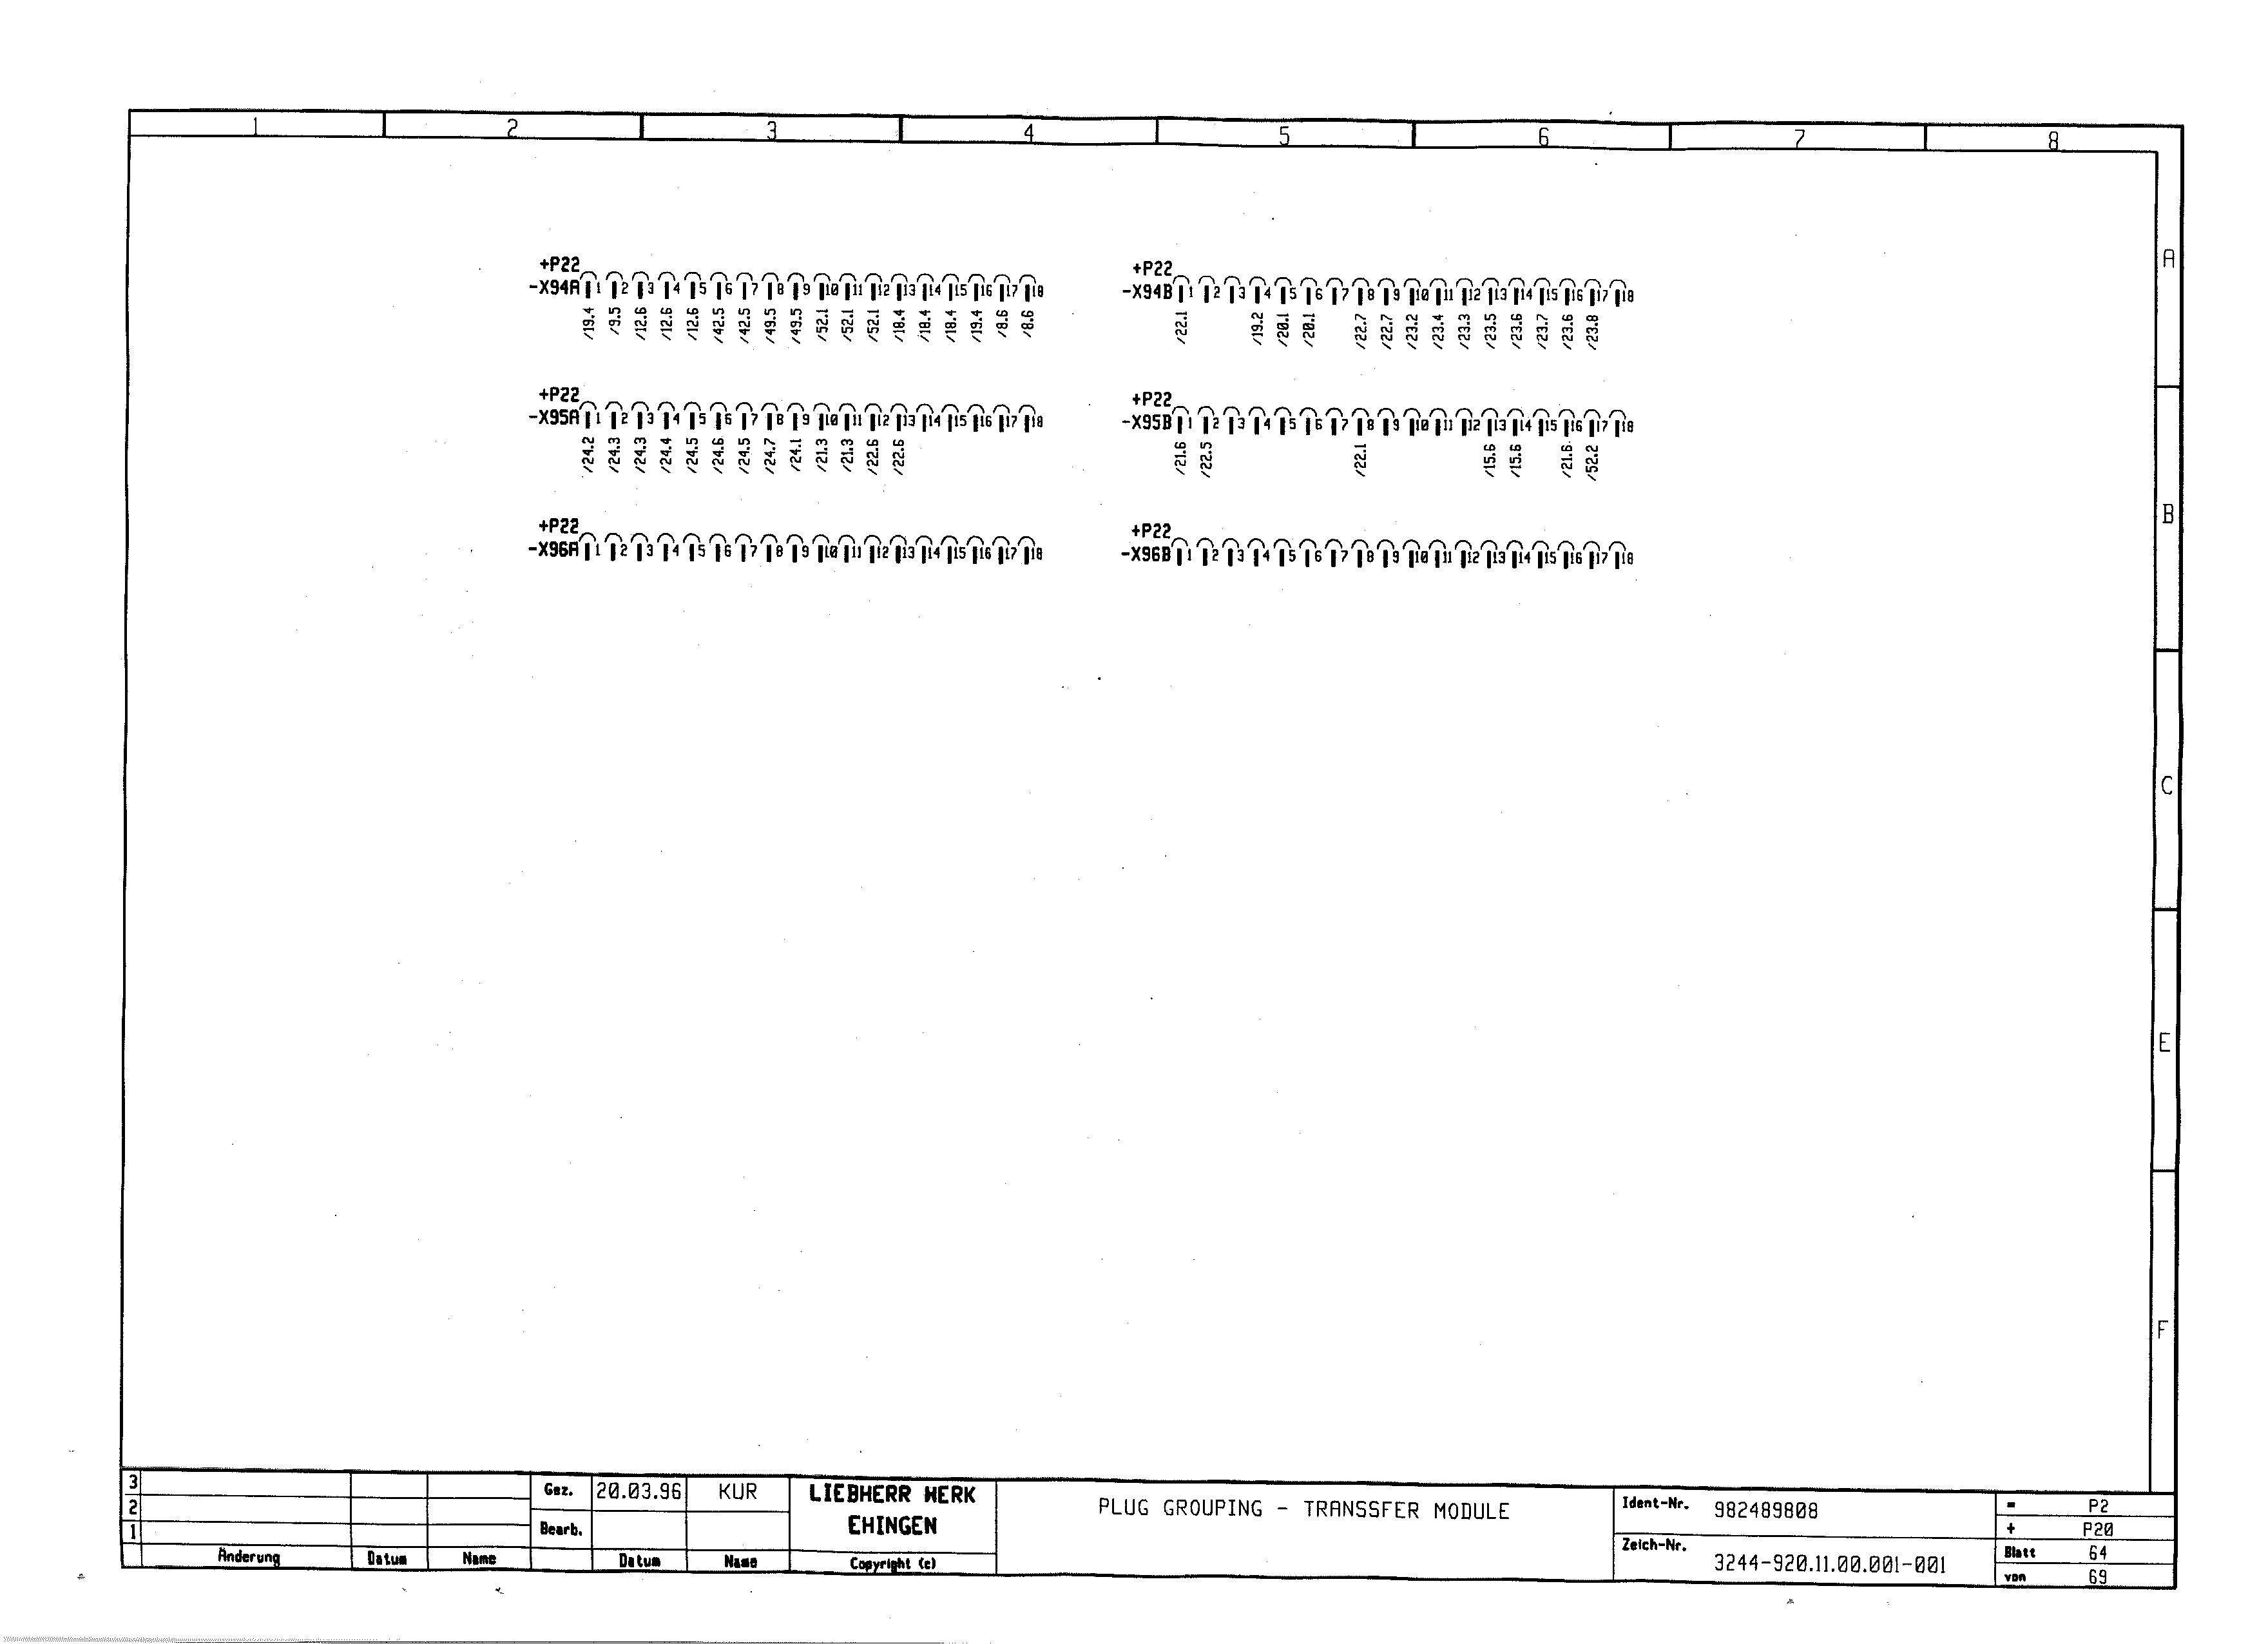 1 2 3 4 5 6 7 8
A
B
C
E
F
+P22
-X94A 1 2 3 4 5 6 7 8 9 10 11 12 13 14 15 16 17 18
/19.4 /9.5 /12.6 /12.6 /12.6 /42.5 /42.5 /49.5 /49.5 /52.1 /52.1 /52.1 /18.4 /18.4 /18.4 /19.4 /8.6 /8.6
+P22
-X94B 1 2 3 4 5 6 7 8 9 10 11 12 13 14 15 16 17 18
/22.1 /19.2 /20.1 /20.1 /22.7 /22.7 /23.2 /23.4 /23.3 /23.5 /23.6 /23.7 /23.6 /23.8
+P22
-X95A 1 2 3 4 5 6 7 8 9 10 11 12 13 14 15 16 17 18
/24.2 /24.3 /24.3 /24.4 /24.5 /24.6 /24.5 /24.7 /24.1 /21.3 /21.3 /22.6 /22.6
+P22
-X95B 1 2 3 4 5 6 7 8 9 10 11 12 13 14 15 16 17 18
/21.6 /22.5 /22.1 /15.6 /15.6 /21.6 /52.2
+P22
-X96A 1 2 3 4 5 6 7 8 9 10 11 12 13 14 15 16 17 18
+P22
-X96B 1 2 3 4 5 6 7 8 9 10 11 12 13 14 15 16 17 18
3
2
1
Änderung Datum Name
Gez. 20.03.96 KUR
Bearb.
Datum Name
LIEBHERR WERK
EHINGEN
Copyright (c)
PLUG GROUPING - TRANSSFER MODULE
Ident-Nr. 982489808
Zeich-Nr. 3244-920.11.00.001-001
= P2
+ P20
Blatt 64
von 69